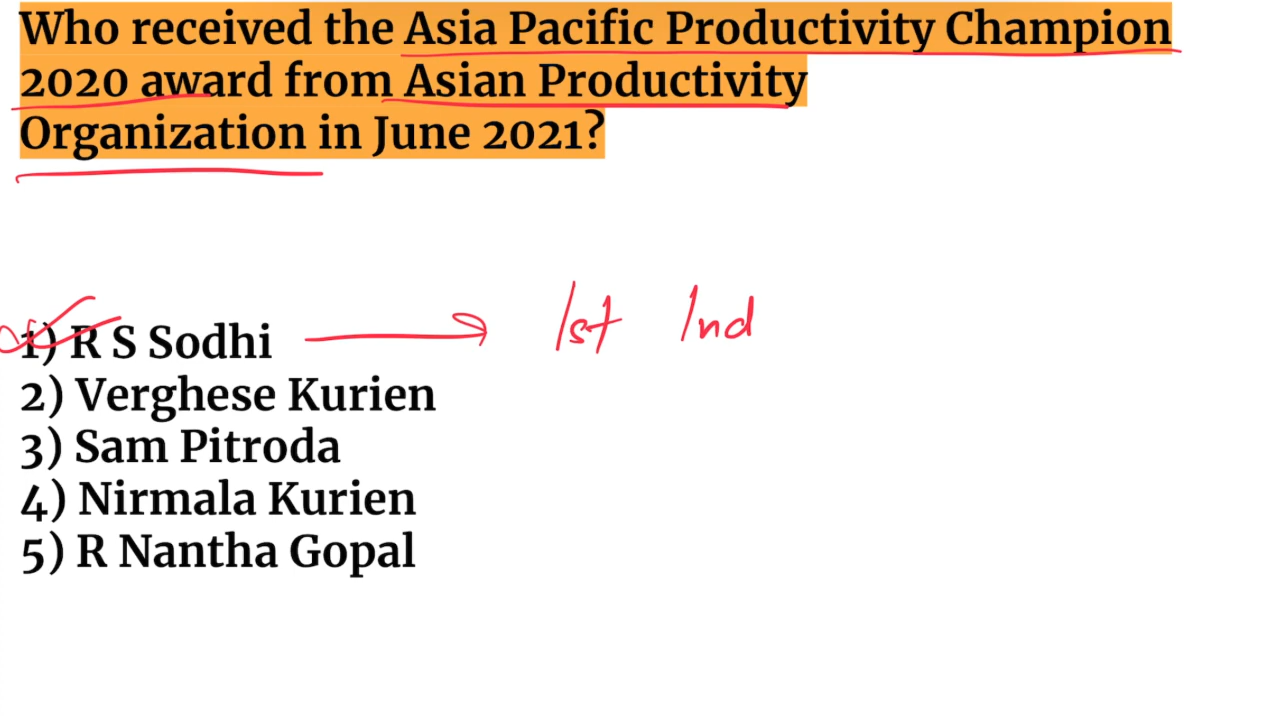 Who received the Asia Pacific Productivity Champion
2020 award from Asian Productivity
Organization in June 2021?
1) R S Sodhi 1st Ind
2) Verghese Kurien
3) Sam Pitroda
4) Nirmala Kurien
5) R Nantha Gopal